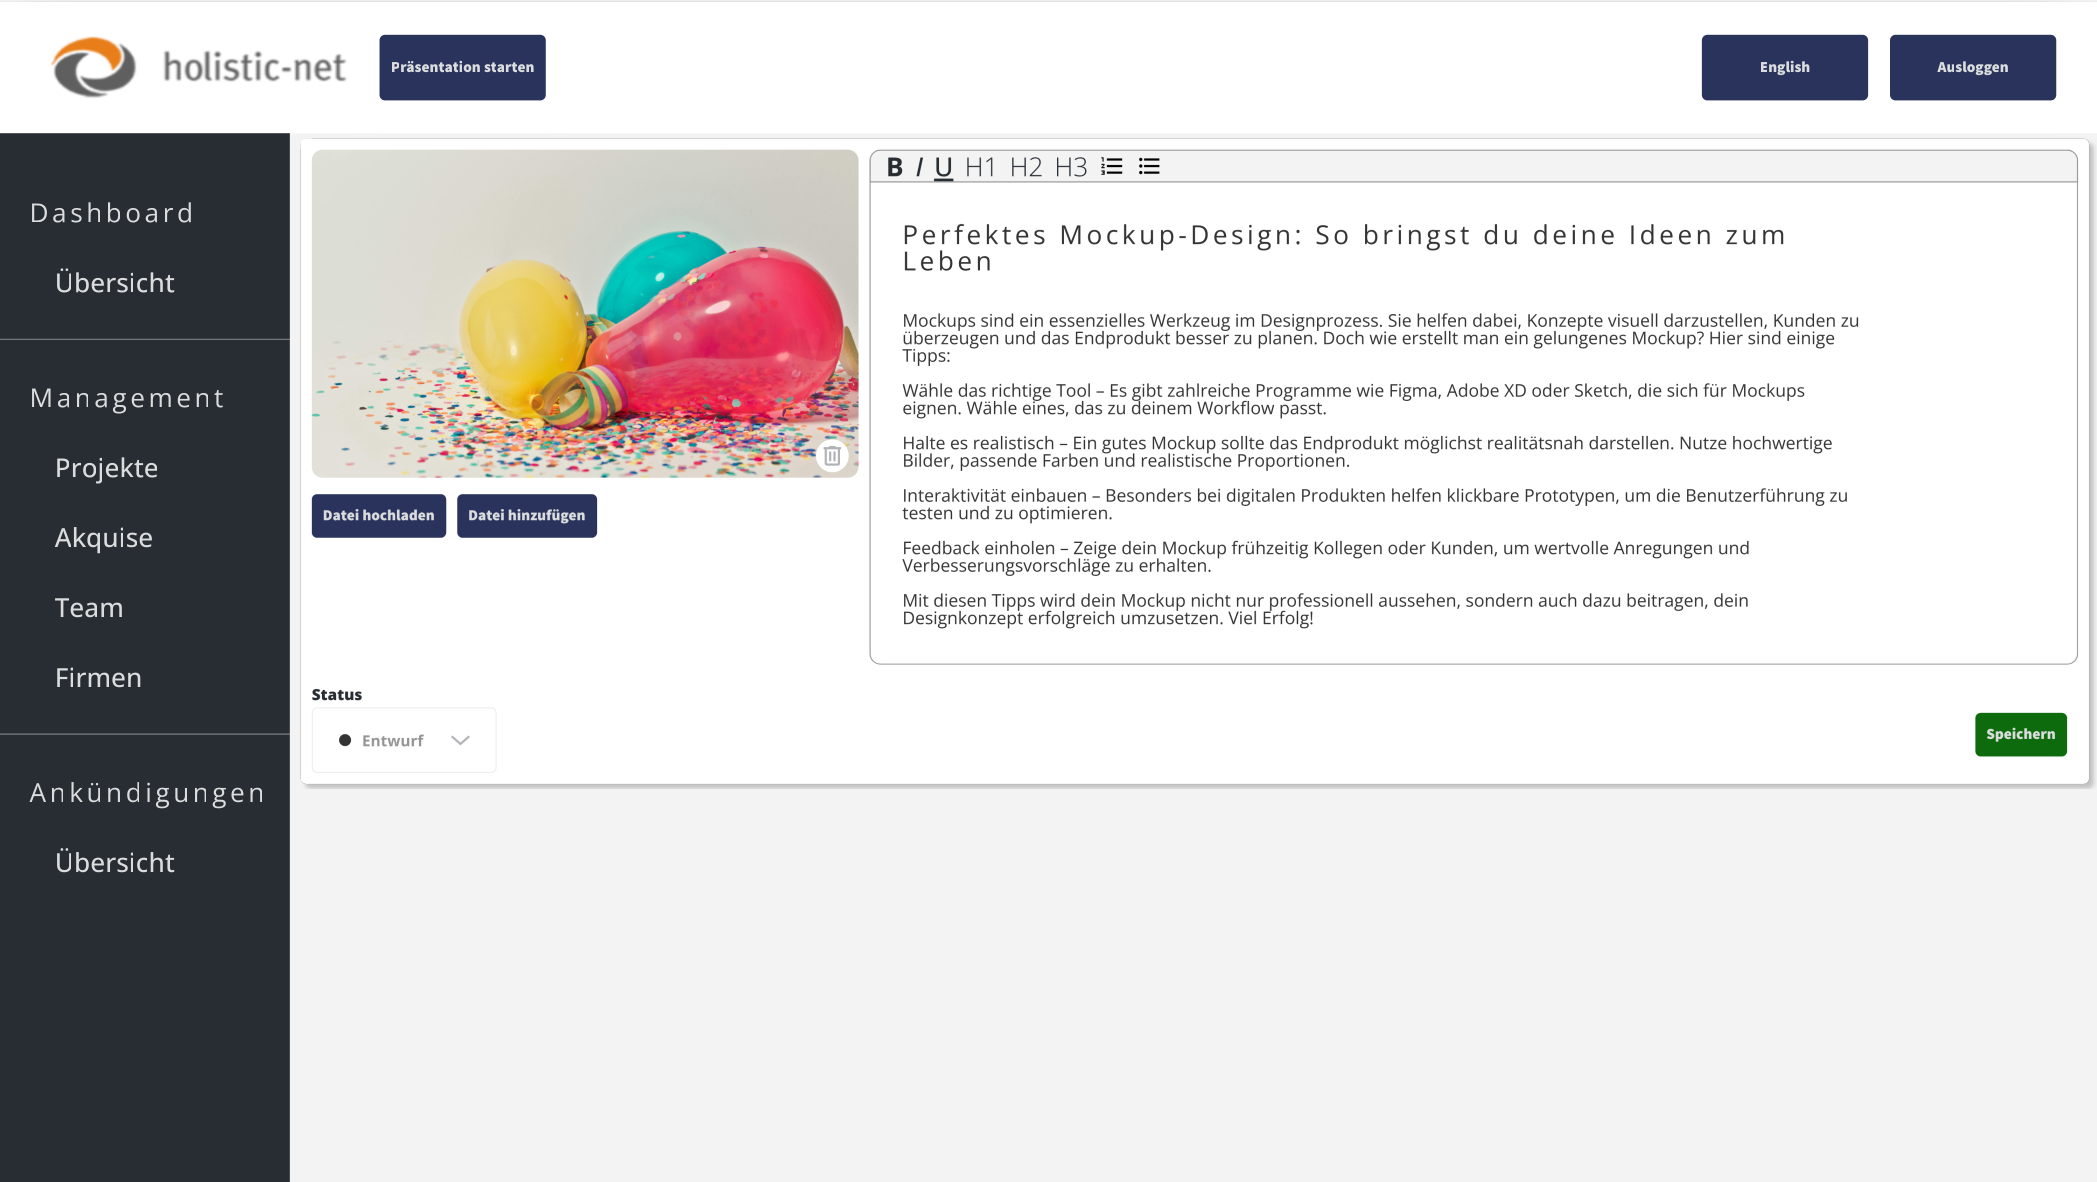 holistic-net
Präsentation starten
English
Ausloggen
Dashboard
Übersicht
Management
Projekte
Akquise
Team
Firmen
Ankündigungen
Übersicht
Datei hochladen
Datei hinzufügen
B I U H1 H2 H3
Perfektes Mockup-Design: So bringst du deine Ideen zum
Leben
Mockups sind ein essenzielles Werkzeug im Designprozess. Sie helfen dabei, Konzepte visuell darzustellen, Kunden zu
überzeugen und das Endprodukt besser zu planen. Doch wie erstellt man ein gelungenes Mockup? Hier sind einige
Tipps:
Wähle das richtige Tool – Es gibt zahlreiche Programme wie Figma, Adobe XD oder Sketch, die sich für Mockups
eignen. Wähle eines, das zu deinem Workflow passt.
Halte es realistisch – Ein gutes Mockup sollte das Endprodukt möglichst realitätsnah darstellen. Nutze hochwertige
Bilder, passende Farben und realistische Proportionen.
Interaktivität einbauen – Besonders bei digitalen Produkten helfen klickbare Prototypen, um die Benutzerführung zu
testen und zu optimieren.
Feedback einholen – Zeige dein Mockup frühzeitig Kollegen oder Kunden, um wertvolle Anregungen und
Verbesserungsvorschläge zu erhalten.
Mit diesen Tipps wird dein Mockup nicht nur professionell aussehen, sondern auch dazu beitragen, dein
Designkonzept erfolgreich umzusetzen. Viel Erfolg!
Status
Entwurf
Speichern